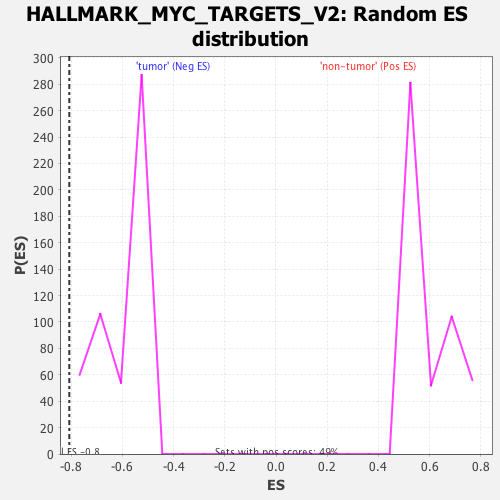 HALLMARK_MYC_TARGETS_V2: Random ES
distribution
'tumor' (Neg ES)
'non-tumor' (Pos ES)
P(ES)
300
280
260
240
220
200
180
160
140
120
100
80
60
40
20
0
ES -0.8
Sets with pos scores: 49%
-0.8 -0.6 -0.4 -0.2 0.0 0.2 0.4 0.6 0.8
ES